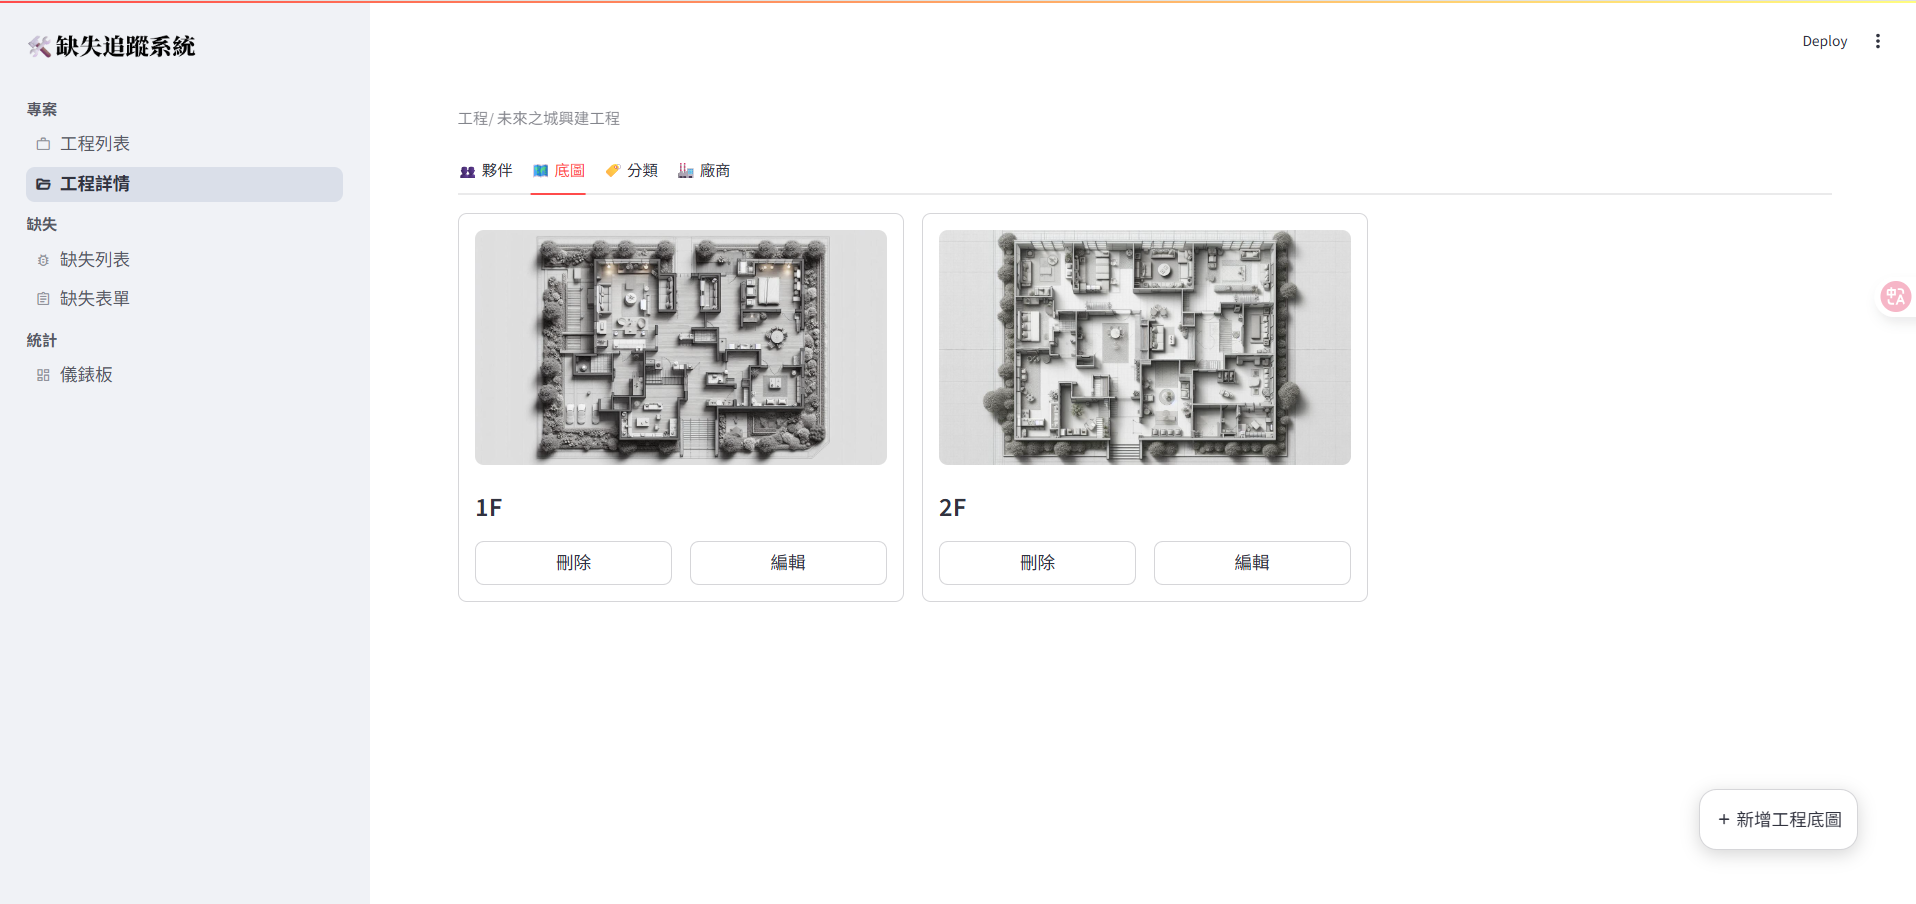 缺失追蹤系統
Deploy
專案
工程列表
工程詳情
缺失
缺失列表
缺失表單
統計
儀錶板
工程/ 未來之城興建工程
夥伴
底圖
分類
廠商
1F
刪除
編輯
2F
刪除
編輯
+ 新增工程底圖
中A